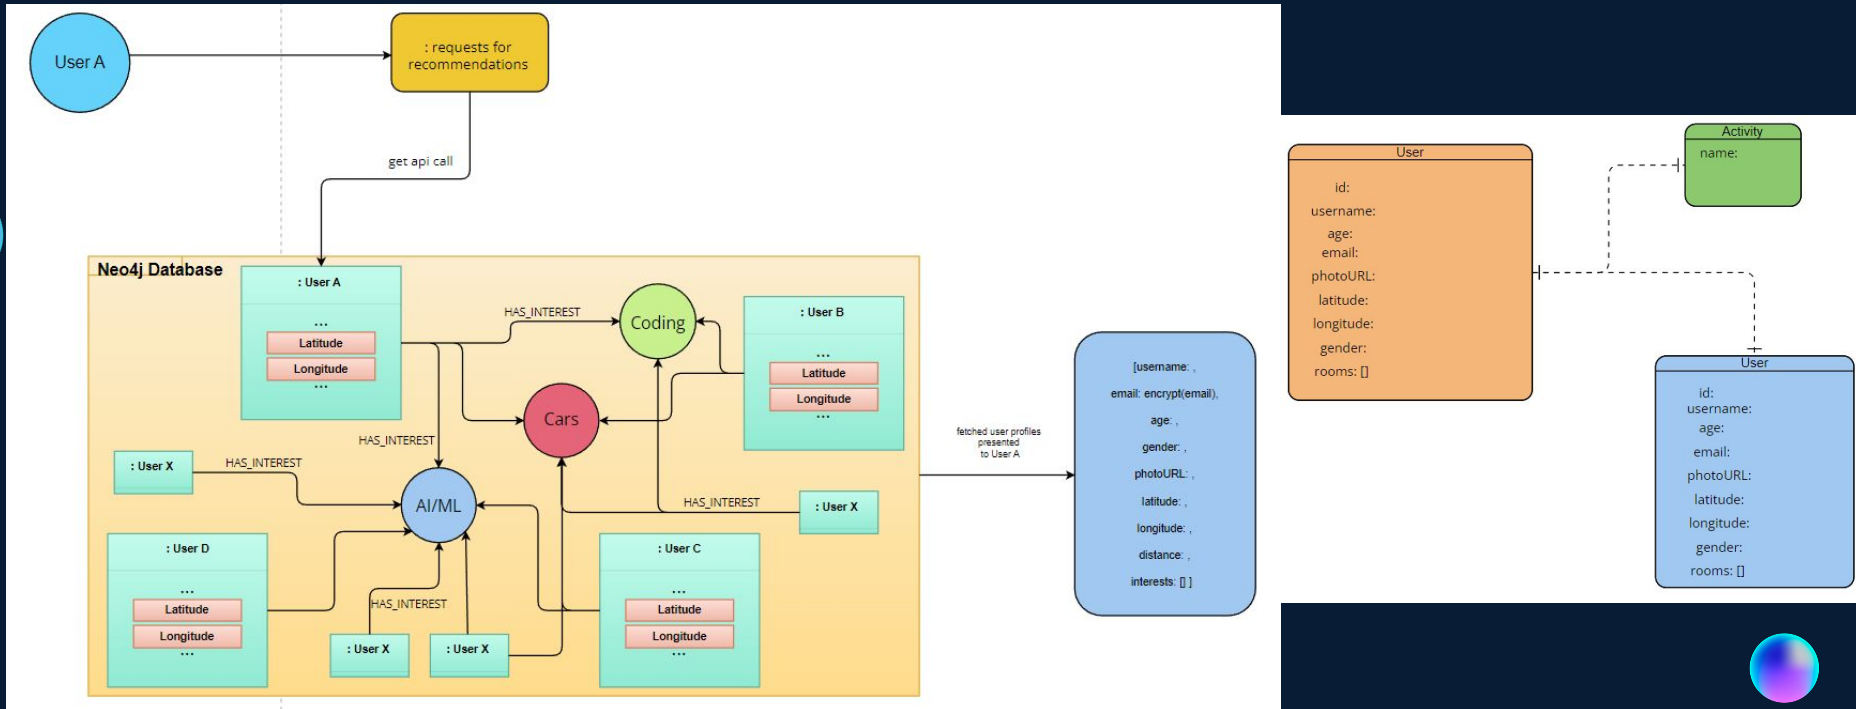 User A
: requests for
recommendations
get api call
Neo4j Database
: User A
...
Latitude
Longitude
...
HAS_INTEREST
Coding
: User B
...
Latitude
Longitude
...
Cars
HAS_INTEREST
: User X
HAS_INTEREST
AI/ML
HAS_INTEREST
: User X
: User D
...
Latitude
Longitude
...
HAS_INTEREST
: User X
: User X
: User C
...
Latitude
Longitude
...
fetched user profiles
presented
to User A
[username: ,
email: encrypt(email),
age: ,
gender: ,
photoURL: ,
latitude: ,
longitude: ,
distance: ,
interests: [] ]
User
id:
username:
age:
email:
photoURL:
latitude:
longitude:
gender:
rooms: []
Activity
name:
User
id:
username:
age:
email:
photoURL:
latitude:
longitude:
gender:
rooms: []